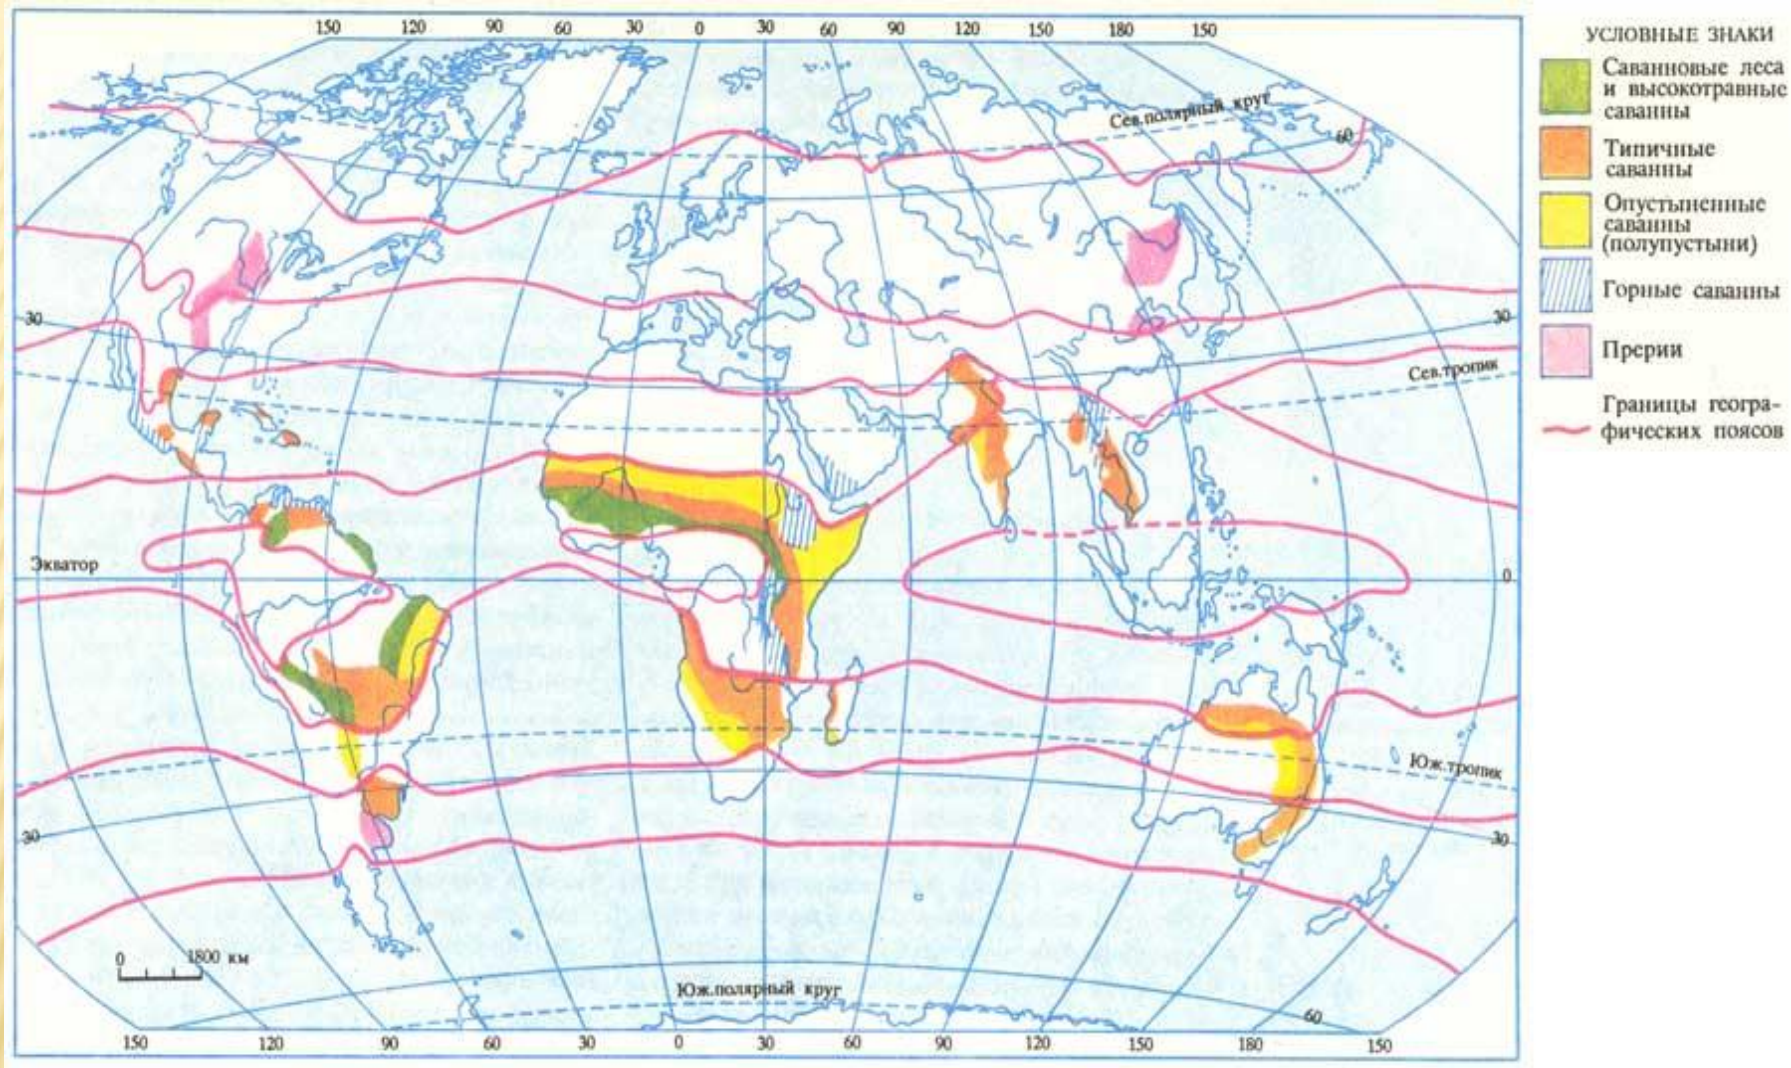 150 120 90 60 30 0 30 60 90 120 150 180 150
УСЛОВНЫЕ ЗНАКИ
Саванновые леса
и высокотравные
саванны
Типичные
саванны
Опустыненные
саванны
(полупустыни)
Горные саванны
Прерии
Границы геогра-
фических поясов
Сев.полярный круг
60
30
30
Сев.тропик
Экватор
0
Юж.тропик
30
30
0 1800 км
Юж.полярный круг
60
150 120 90 60 30 0 30 60 90 120 150 180 150